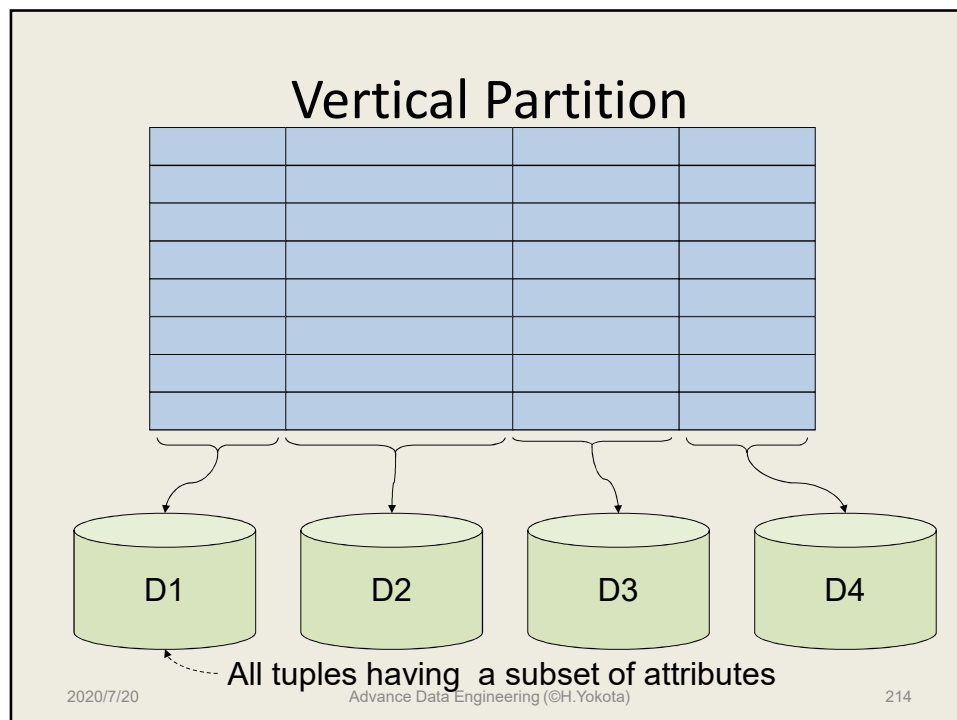 Vertical Partition
D1
D2
D3
D4
All tuples having a subset of attributes
2020/7/20
Advance Data Engineering (©H.Yokota)
214